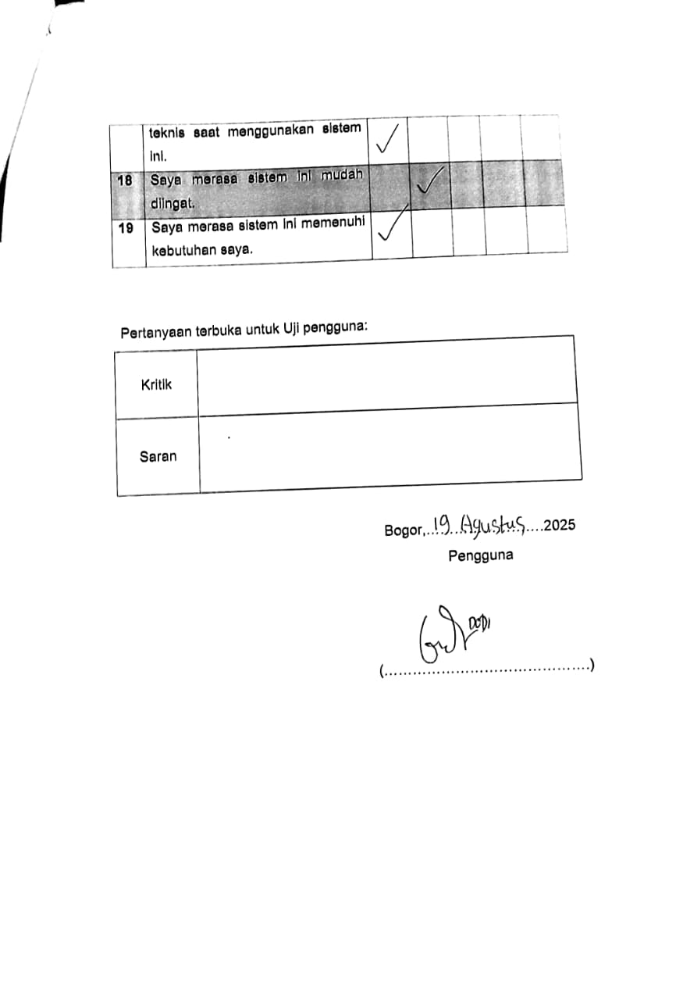 teknis saat menggunakan sistem
ini.
18 Saya merasa sistem ini mudah
diingat.
19 Saya merasa sistem ini memenuhi
kebutuhan saya.
Pertanyaan terbuka untuk Uji pengguna:
Kritik
Saran
Bogor,....19...Agustus....2025
Pengguna
DODI
(............................................)